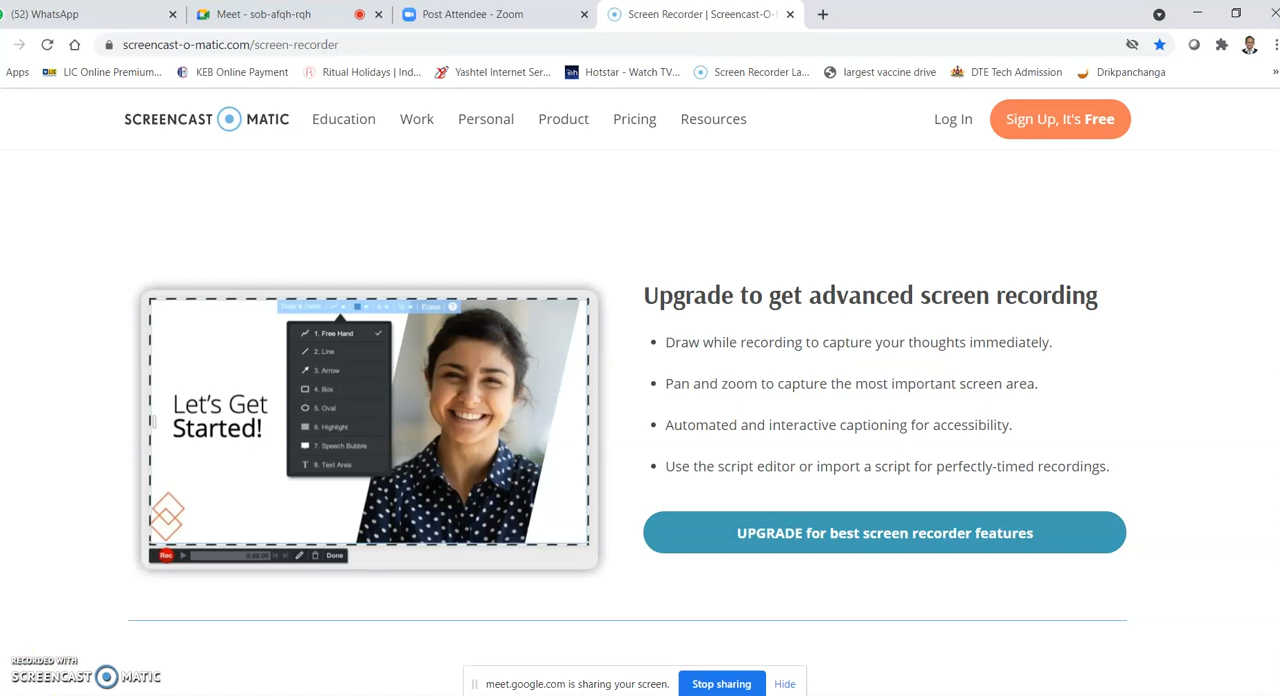 (52) WhatsApp
Meet - sob-afqh-rqh
Post Attendee - Zoom
Screen Recorder | Screencast-O-
screencast-o-matic.com/screen-recorder
Apps
LIC Online Premium...
KEB Online Payment
Ritual Holidays | Ind...
Yashtel Internet Ser...
Hotstar - Watch TV...
Screen Recorder La...
largest vaccine drive
DTE Tech Admission
Drikpanchanga
»
SCREENCAST O MATIC
Education
Work
Personal
Product
Pricing
Resources
Log In
Sign Up, It's Free
Draw & Zoom
Erase
1. Free Hand
2. Line
3. Arrow
4. Box
5. Oval
6. Highlight
7. Speech Bubble
8. Text Area
Let's Get
Started!
Rec
0:00.00
Done
Upgrade to get advanced screen recording
• Draw while recording to capture your thoughts immediately.
• Pan and zoom to capture the most important screen area.
• Automated and interactive captioning for accessibility.
• Use the script editor or import a script for perfectly-timed recordings.
UPGRADE for best screen recorder features
RECORDED WITH
SCREENCAST O MATIC
meet.google.com is sharing your screen.
Stop sharing
Hide